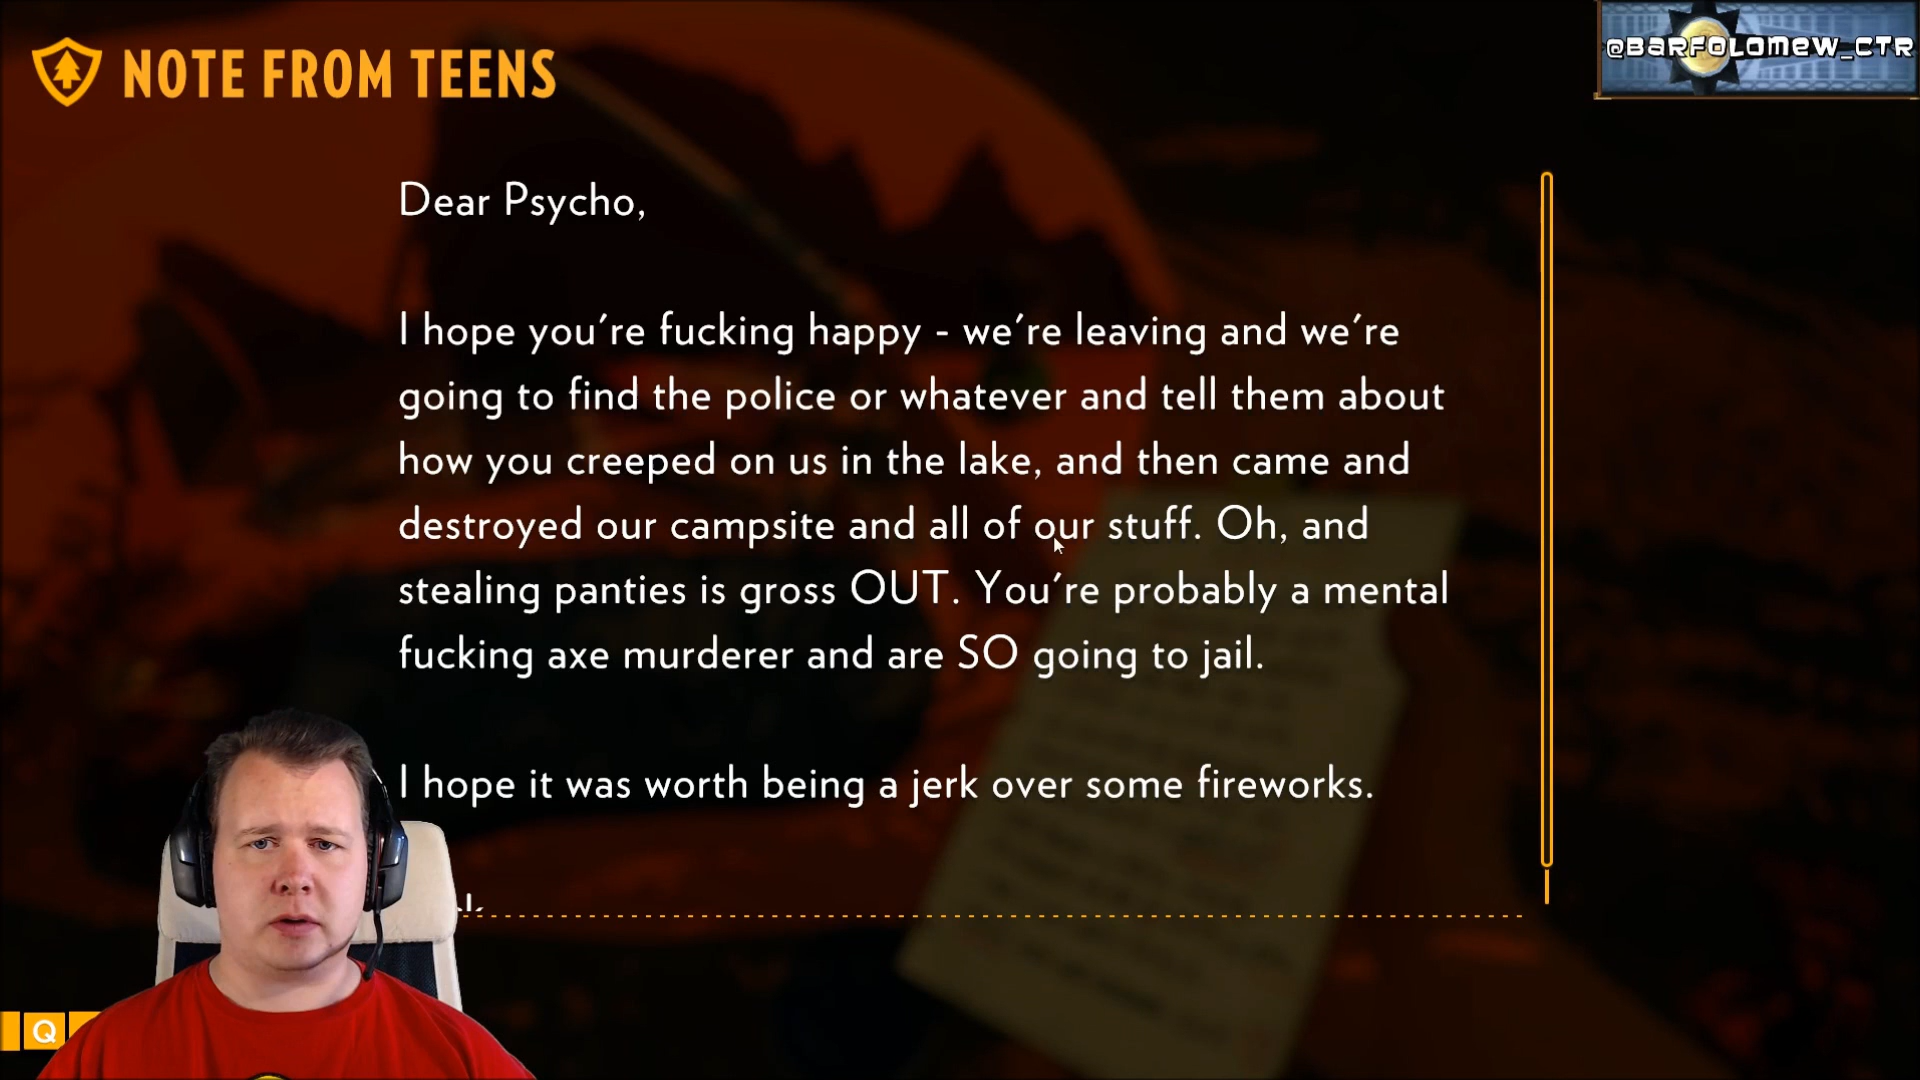 NOTE FROM TEENS
@BARFOLOMEW_CTR
Dear Psycho,
I hope you're fucking happy - we're leaving and we're
going to find the police or whatever and tell them about
how you creeped on us in the lake, and then came and
destroyed our campsite and all of our stuff. Oh, and
stealing panties is gross OUT. You're probably a mental
fucking axe murderer and are SO going to jail.
I hope it was worth being a jerk over some fireworks.
Q